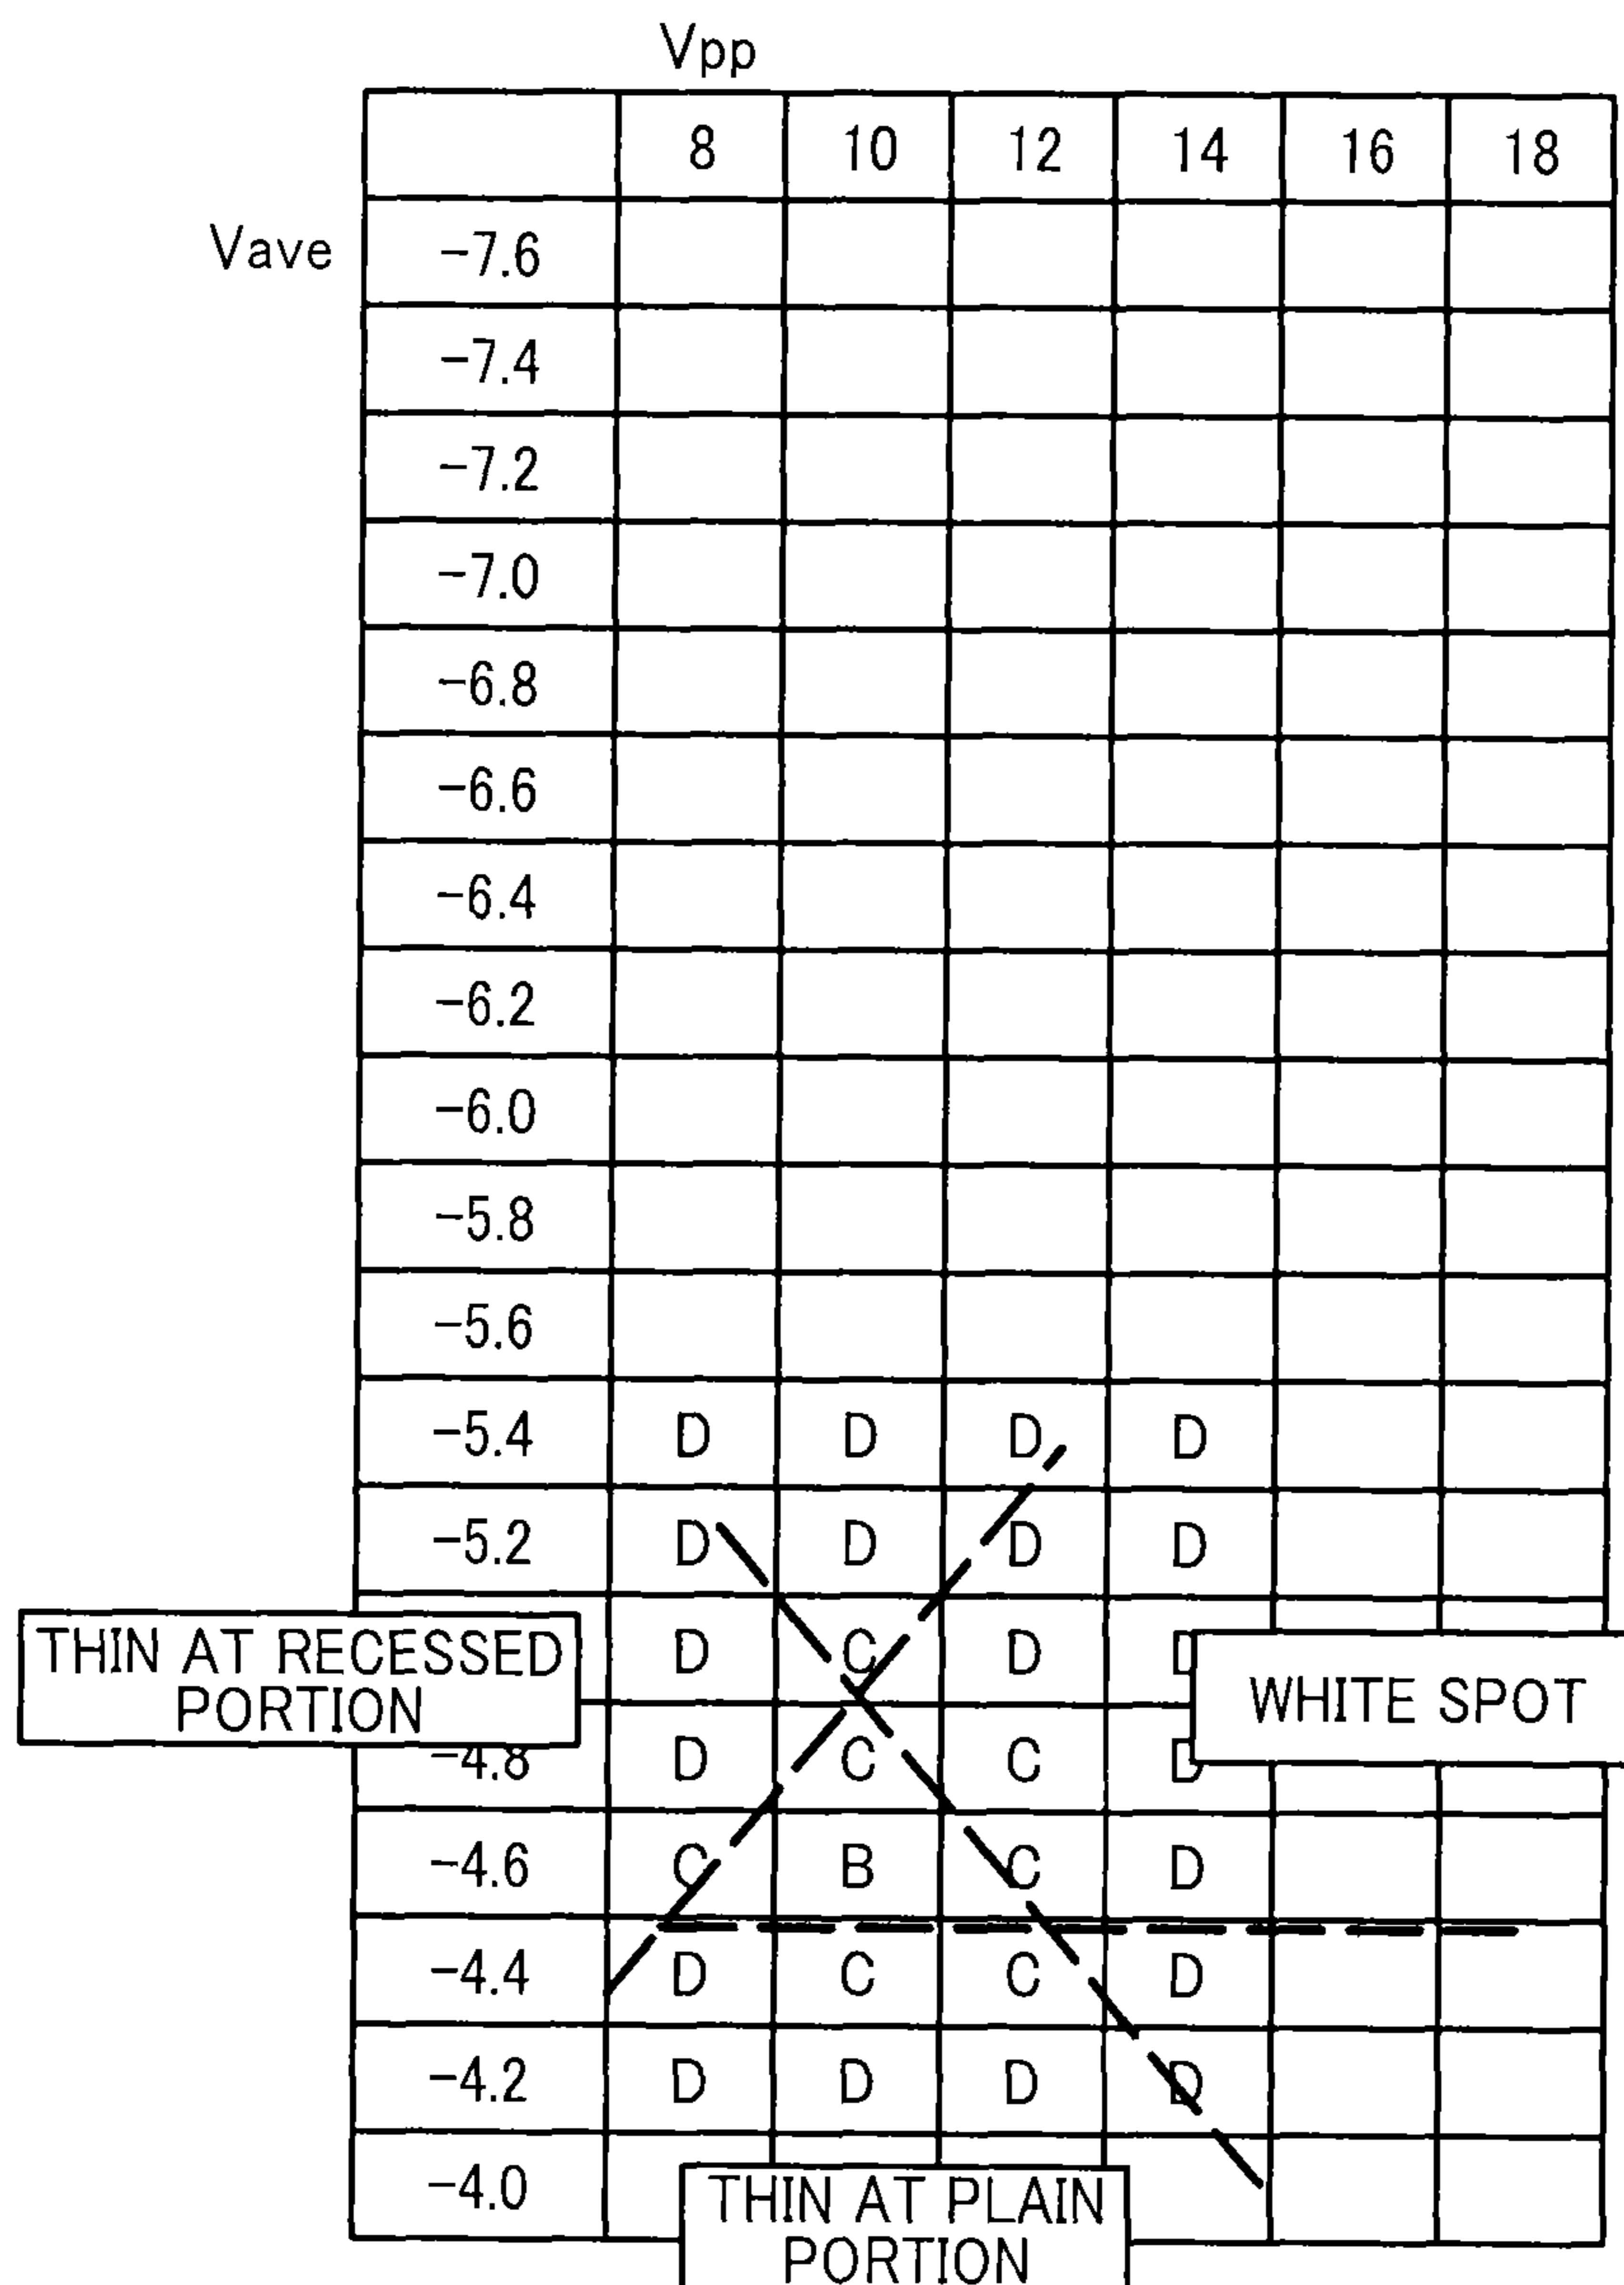 Vpp
8 10 12 14 16 18
Vave -7.6
-7.4
-7.2
-7.0
-6.8
-6.6
-6.4
-6.2
-6.0
-5.8
-5.6
-5.4 D D D D
-5.2 D D D D
D C D D
THIN AT RECESSED
PORTION
WHITE SPOT
-4.8 D C C D
-4.6 C B C D
-4.4 D C C D
-4.2 D D D D
-4.0
THIN AT PLAIN
PORTION